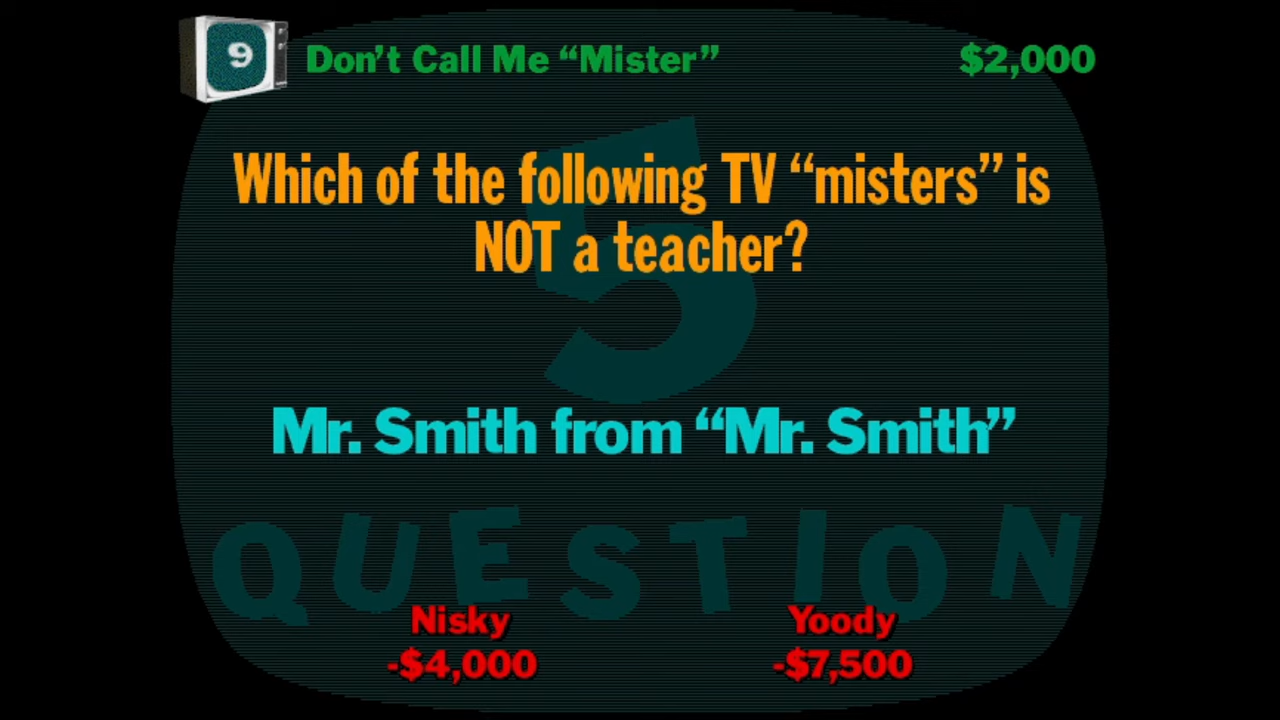 9 Don’t Call Me “Mister” $2,000
Which of the following TV “misters” is
NOT a teacher?
5
Mr. Smith from “Mr. Smith”
QUESTION
Nisky Yoody
-$4,000 -$7,500